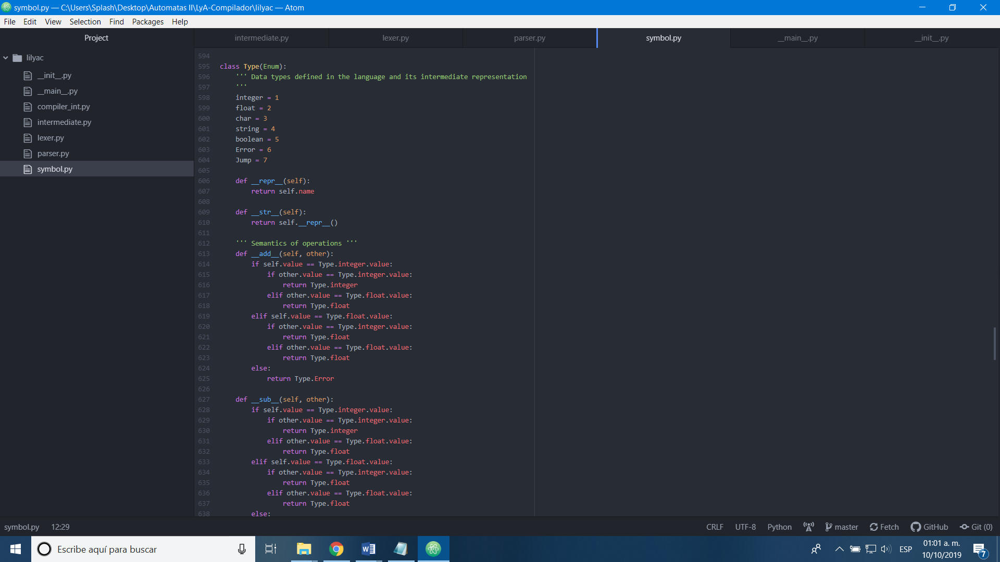 symbol.py — C:\Users\Splash\Desktop\Automatas II\LyA-Compilador\lilyac — Atom
File Edit View Selection Find Packages Help
Project
lilyac
__init__.py
__main__.py
compiler_int.py
intermediate.py
lexer.py
parser.py
symbol.py
intermediate.py lexer.py parser.py symbol.py __main__.py __init__.py
594
595 class Type(Enum):
596     ''' Data types defined in the language and its intermediate representation
597     '''
598     integer = 1
599     float = 2
600     char = 3
601     string = 4
602     boolean = 5
603     Error = 6
604     Jump = 7
605
606     def __repr__(self):
607         return self.name
608
609     def __str__(self):
610         return self.__repr__()
611
612     ''' Semantics of operations '''
613     def __add__(self, other):
614         if self.value == Type.integer.value:
615             if other.value == Type.integer.value:
616                 return Type.integer
617             elif other.value == Type.float.value:
618                 return Type.float
619         elif self.value == Type.float.value:
620             if other.value == Type.integer.value:
621                 return Type.float
622             elif other.value == Type.float.value:
623                 return Type.float
624         else:
625             return Type.Error
626
627     def __sub__(self, other):
628         if self.value == Type.integer.value:
629             if other.value == Type.integer.value:
630                 return Type.integer
631             elif other.value == Type.float.value:
632                 return Type.float
633         elif self.value == Type.float.value:
634             if other.value == Type.integer.value:
635                 return Type.float
636             elif other.value == Type.float.value:
637                 return Type.float
638         else:
symbol.py 12:29 CRLF UTF-8 Python master Fetch GitHub Git (0)
Escribe aquí para buscar
ESP
01:01 a. m.
10/10/2019
7